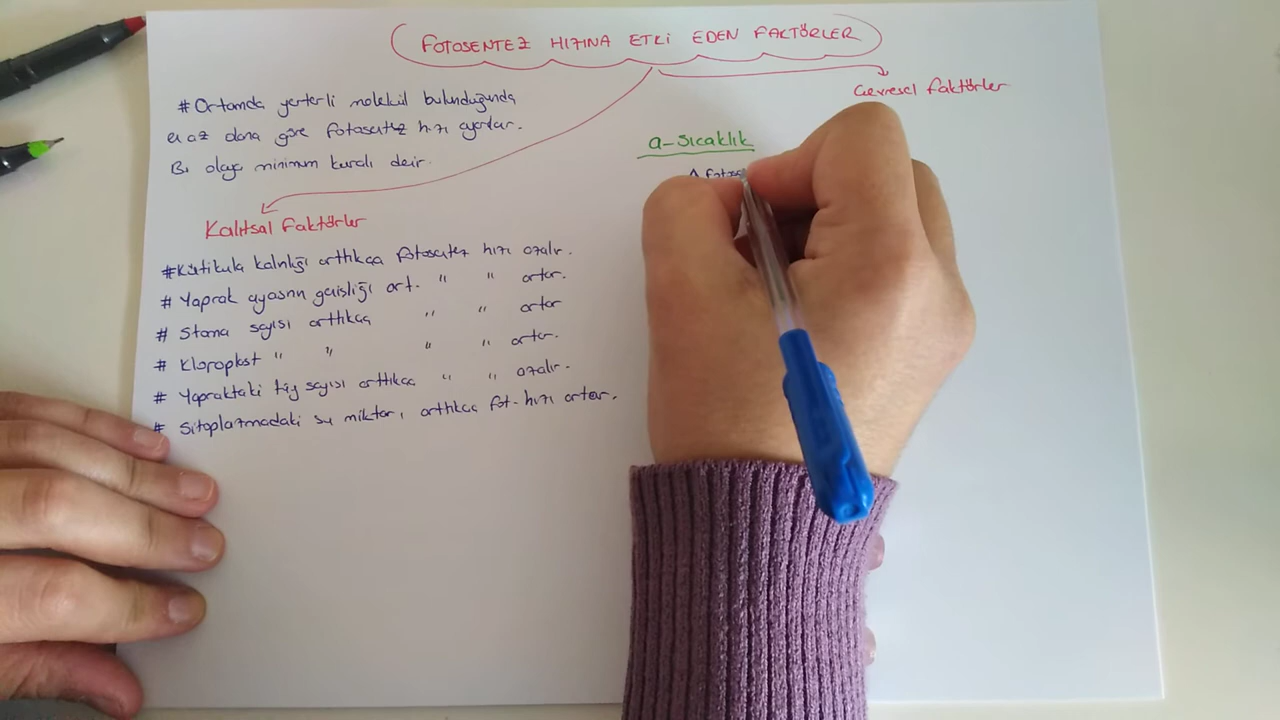 FOTOSENTEZ HIZINA ETKİ EDEN FAKTÖRLER
# Ortamda yeterli molekül bulunduğunda
en az olana göre fotosentez hızı ayarlar.
Bu olaya minimum kuralı denir.
Kalıtsal Faktörler
# Kütikula kalınlığı arttıkça fotosentez hızı azalır.
# Yaprak ayasının genişliği art. " " artar.
# Stoma sayısı arttıkça " " artar
# Kloroplast " " " " artar.
# Yapraktaki tüy sayısı arttıkça " " azalır.
# Sitoplazmadaki su miktarı arttıkça fot. hızı artar.
Çevresel Faktörler
a-Sıcaklık